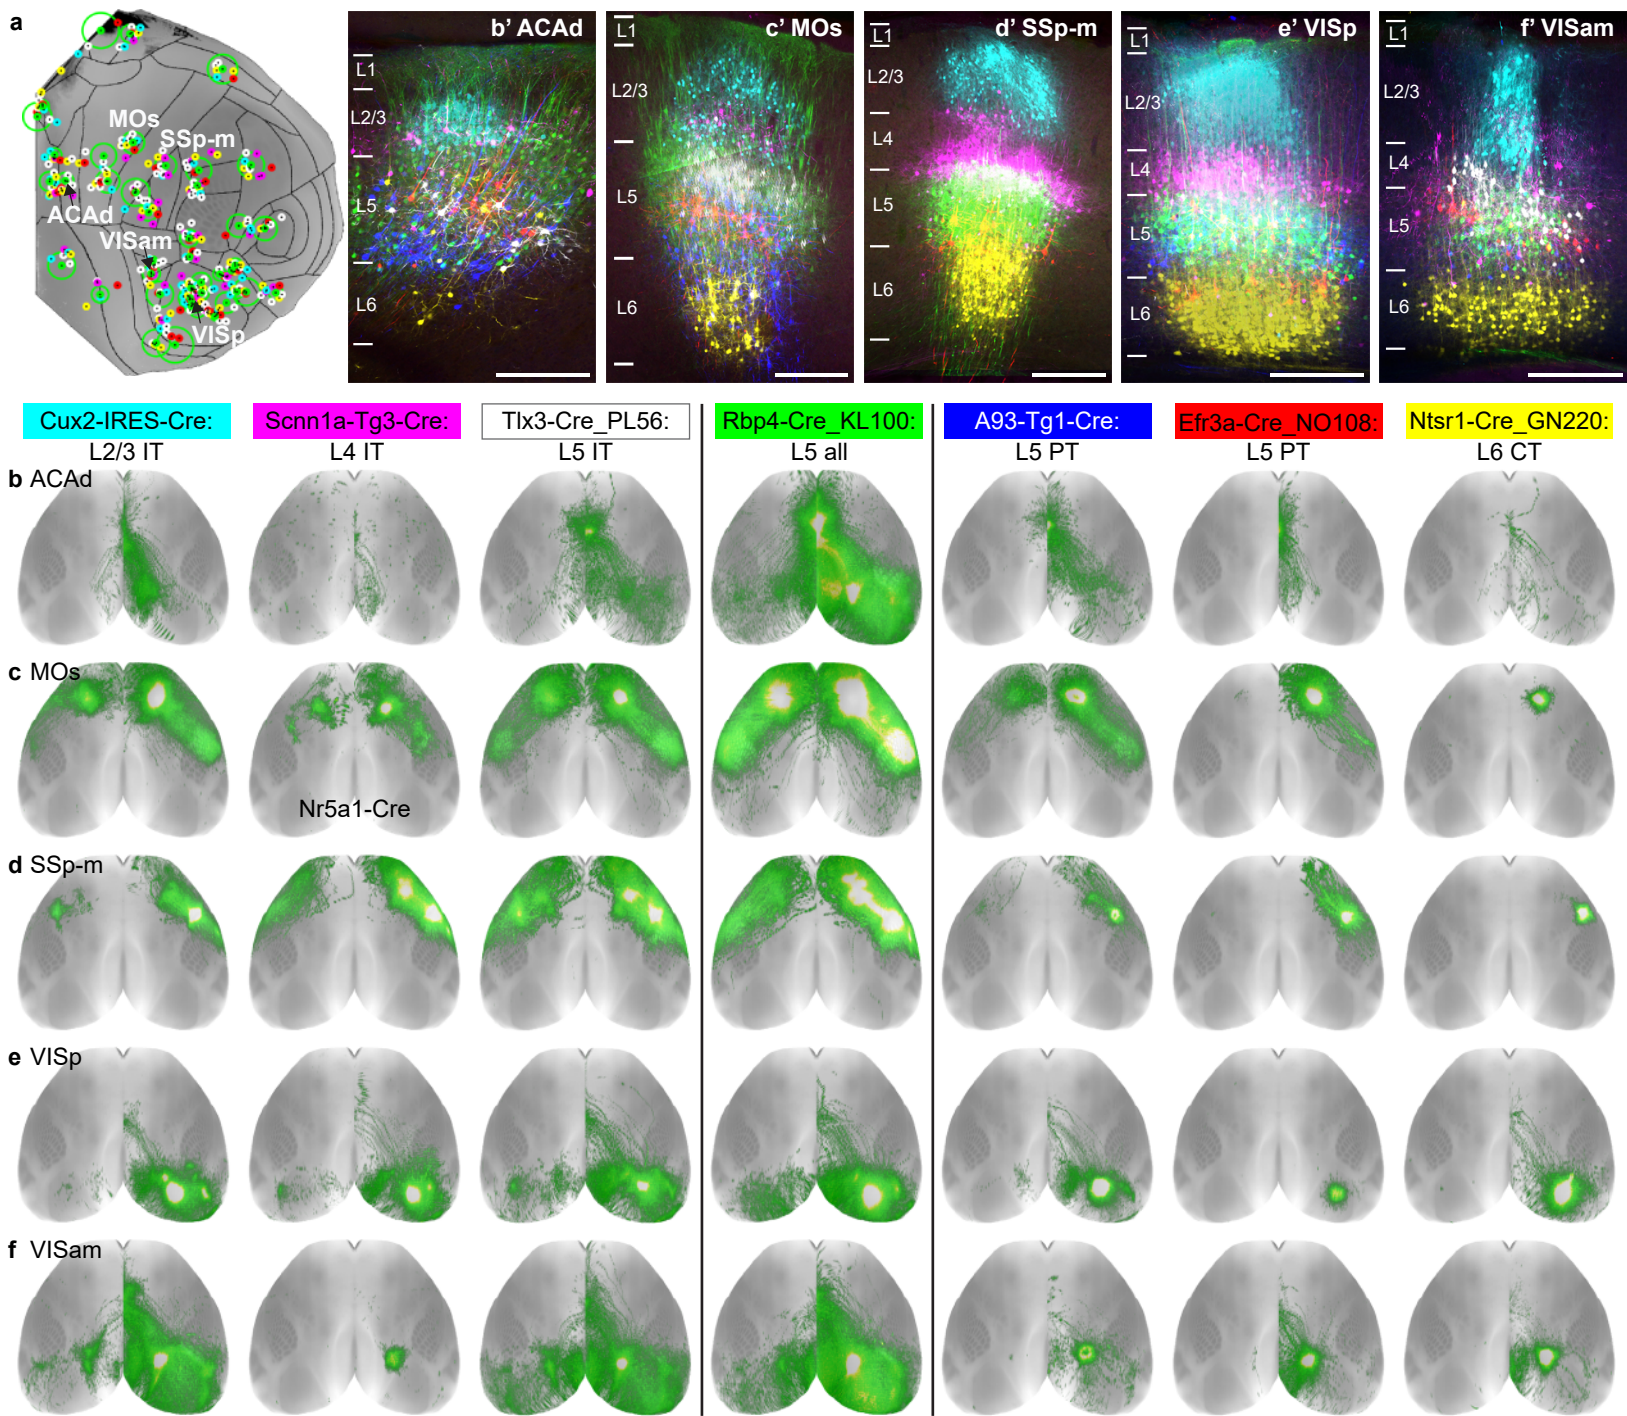 a
MOs
SSp-m
ACAd
VISam
VISp
b' ACAd
L1
L2/3
L5
L6
c' MOs
L1
L2/3
L5
L6
d' SSp-m
L1
L2/3
L4
L5
L6
e' VISp
L1
L2/3
L4
L5
L6
f' VISam
L1
L2/3
L4
L5
L6
Cux2-IRES-Cre:
L2/3 IT
Scnn1a-Tg3-Cre:
L4 IT
Tlx3-Cre_PL56:
L5 IT
Rbp4-Cre_KL100:
L5 all
A93-Tg1-Cre:
L5 PT
Efr3a-Cre_NO108:
L5 PT
Ntsr1-Cre_GN220:
L6 CT
b ACAd
c MOs
Nr5a1-Cre
d SSp-m
e VISp
f VISam